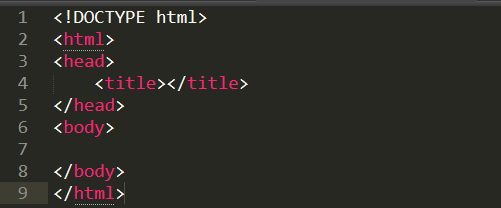 1 <!DOCTYPE html>
2 <html>
3 <head>
4     <title></title>
5 </head>
6 <body>
7
8 </body>
9 </html>